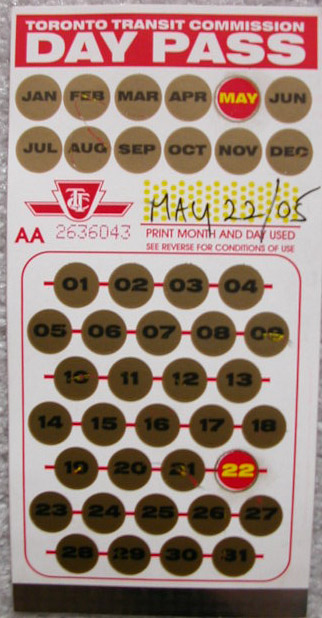 TORONTO TRANSIT COMMISSION
DAY PASS
JAN FEB MAR APR MAY JUN
JUL AUG SEP OCT NOV DEC
TTC
MAY 22/05
AA 2636043
PRINT MONTH AND DAY USED
SEE REVERSE FOR CONDITIONS OF USE
01 02 03 04
05 06 07 08 09
10 11 12 13
14 15 16 17 18
19 20 21 22
23 24 25 26 27
28 29 30 31